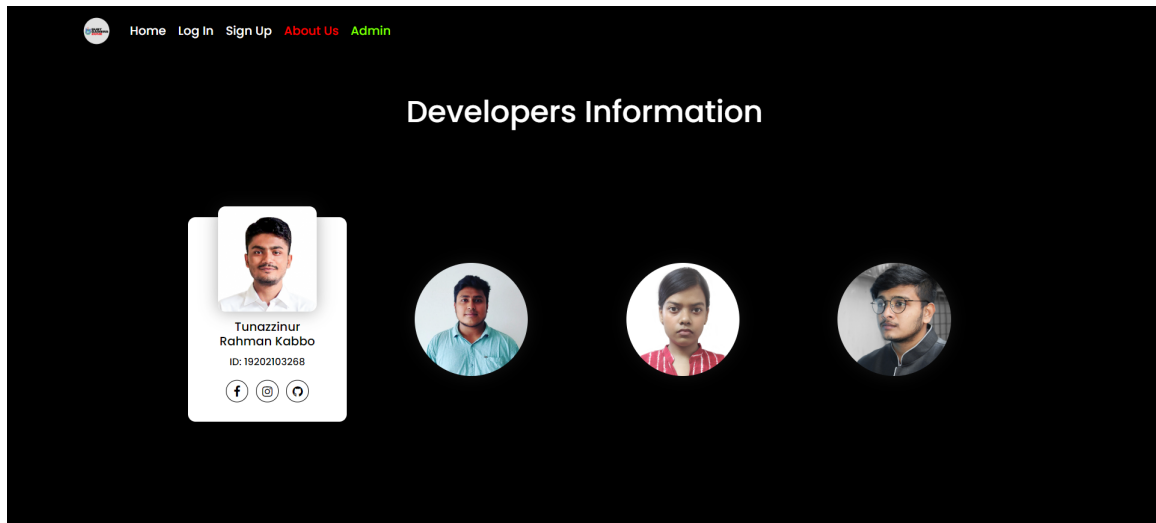 Home Log In Sign Up About Us Admin
Developers Information
Tunazzinur
Rahman Kabbo
ID: 19202103268